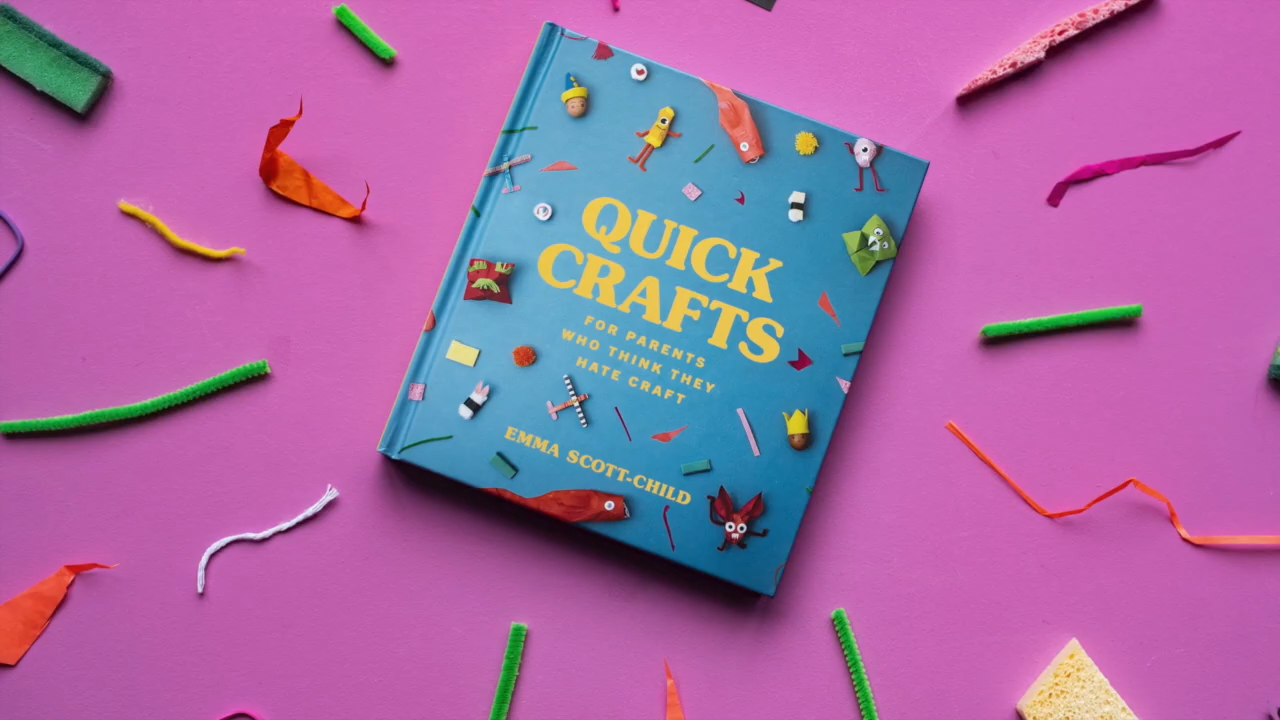 QUICK
CRAFTS
FOR PARENTS
WHO THINK THEY
HATE CRAFT
EMMA SCOTT-CHILD